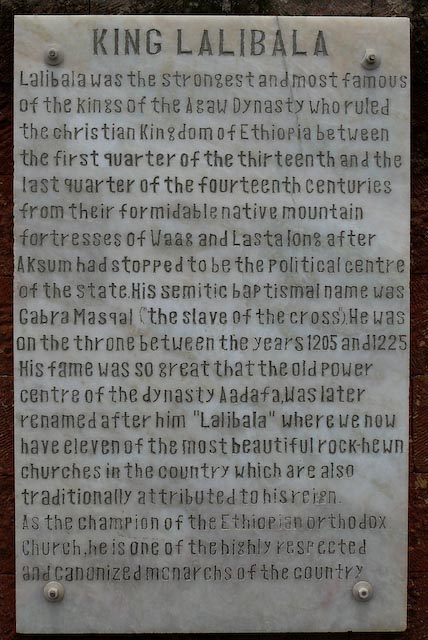 KING LALIBALA
Lalibala was the strongest and most famous
of the kings of the Agaw Dynasty who ruled
the christian Kingdom of Ethiopia between
the first quarter of the thirteenth and the
last quarter of the fourteenth centuries
from their formidable native mountain
fortresses of Waag and Lasta long after
Aksum had stopped to be the Political centre
of the State. His semitic baptismal name was
Gabra Masqal ("the slave of the cross"). He was
on the throne between the years 1205 and 1225
His fame was so great that the old power
centre of the dynasty Aadafa, Was later
renamed after him "Lalibala" where we now
have eleven of the most beautiful rock-hewn
churches in the country which are also
traditionally attributed to his reign.
As the champion of the Ethiopian orthodox
Church, he is one of the highly respected
and canonized monarchs of the country